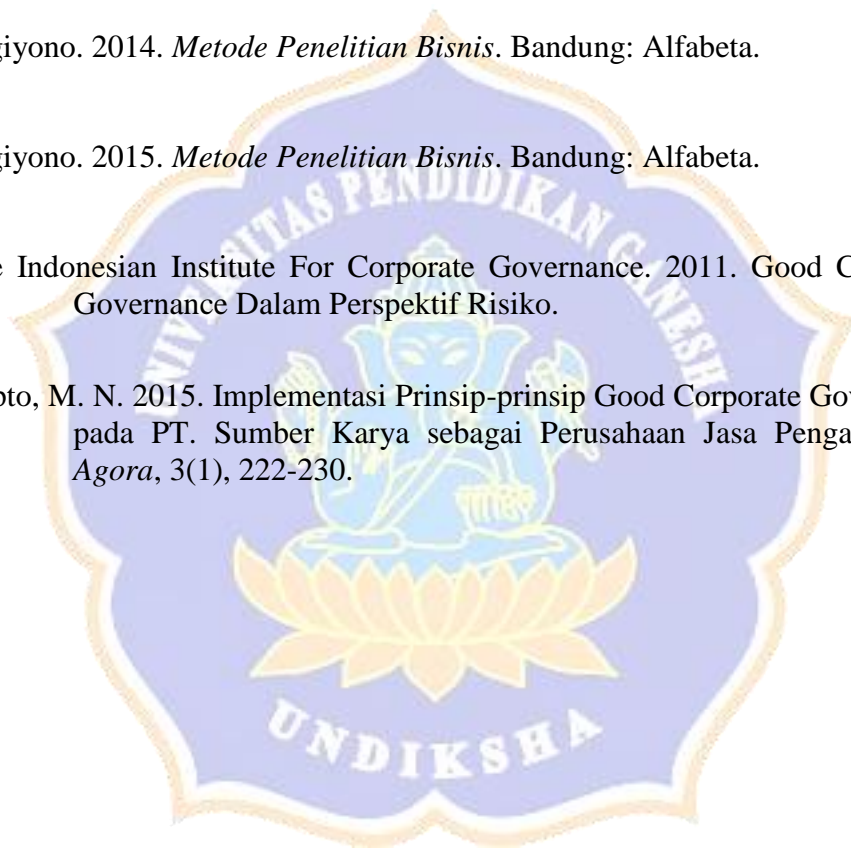 giyono. 2014. Metode Penelitian Bisnis. Bandung: Alfabeta.
giyono. 2015. Metode Penelitian Bisnis. Bandung: Alfabeta.
e Indonesian Institute For Corporate Governance. 2011. Good C
Governance Dalam Perspektif Risiko.
oto, M. N. 2015. Implementasi Prinsip-prinsip Good Corporate Gov
pada PT. Sumber Karya sebagai Perusahaan Jasa Penga
Agora, 3(1), 222-230.
UNIVERSITAS PENDIDIKAN GANESHA
UNDIKSHA